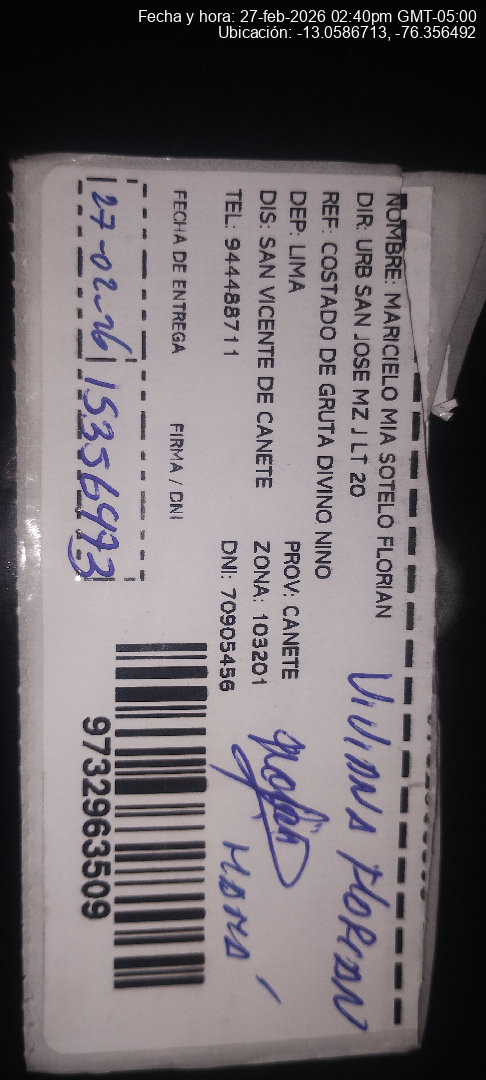 Fecha y hora: 27-feb-2026 02:40pm GMT-05:00
Ubicación: -13.0586713, -76.356492
NOMBRE: MARICIELO MIA SOTELO FLORIAN
DIR: URB SAN JOSE MZ J LT 20
REF: COSTADO DE GRUTA DIVINO NINO
DEP: LIMA PROV: CANETE
DIS: SAN VICENTE DE CANETE ZONA: 103201
TEL: 944488711 DNI: 70905456
FECHA DE ENTREGA FIRMA / DNI
27-02-26 15356973
Viviana Florian
Mamá
9732963509